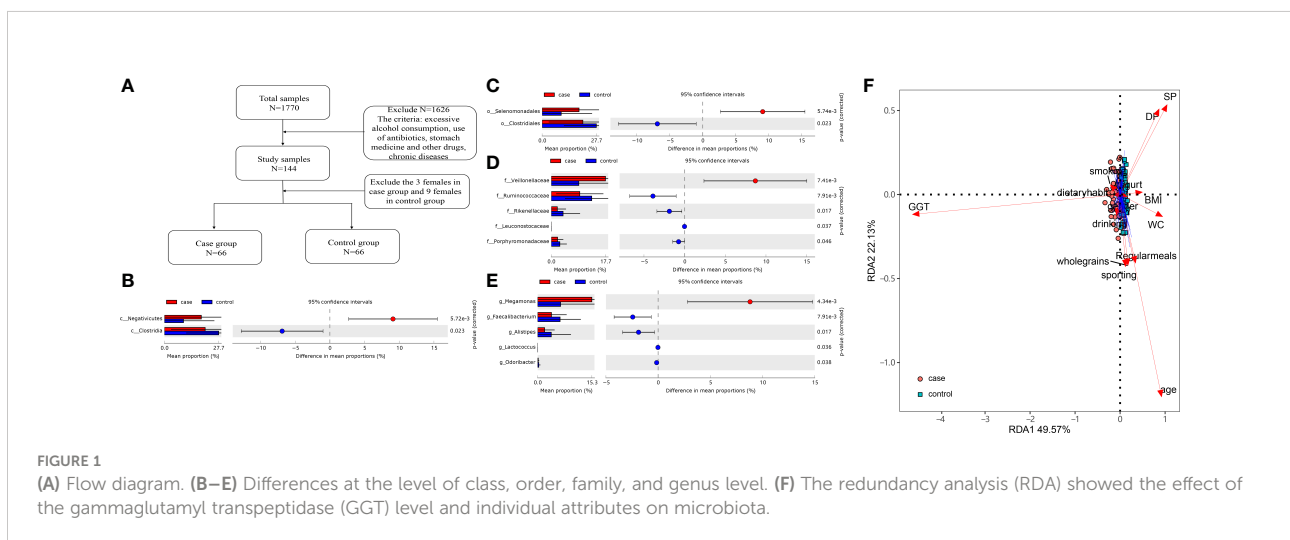 A
Total samples
N=1770
Exclude N=1626
The criteria: excessive
alcohol consumption, use
of antibiotics, stomach
medicine and other drugs,
chronic diseases
Study samples
N=144
Exclude the 3 females in
case group and 9 females
in control group
Case group
N=66
Control group
N=66
B
case control
95% confidence intervals
c__Negativicutes
c__Clostridia
5.72e-3
0.023
p-value (corrected)
0.0 27.7
Mean proportion (%)
−10 −5 0 5 10 15
Difference in mean proportions (%)
C
case control
95% confidence intervals
o__Selenomonadales
o__Clostridiales
5.74e-3
0.023
p-value (corrected)
0.0 27.7
Mean proportion (%)
−10 −5 0 5 10 15
Difference in mean proportions (%)
D
case control
95% confidence intervals
f__Veillonellaceae
f__Ruminococcaceae
f__Rikenellaceae
f__Leuconostocaceae
f__Porphyromonadaceae
7.41e-3
7.91e-3
0.017
0.037
0.046
p-value (corrected)
0.0 17.7
Mean proportion (%)
−5 0 5 10 15
Difference in mean proportions (%)
E
case control
95% confidence intervals
g_Megamonas
g_Faecalibacterium
g_Alistipes
g_Lactococcus
g_Odoribacter
4.34e-3
7.91e-3
0.017
0.036
0.038
p-value (corrected)
0.0 15.3
Mean proportion (%)
−5 0 5 10 15
Difference in mean proportions (%)
F
RDA2 22.13%
0.5
0.0
−0.5
−1.0
SP
DP
smoking
dietaryhabit
gender
drinking
BMI
WC
GGT
wholegrains
Regularmeals
sporting
age
case
control
−4 −3 −2 −1 0 1
RDA1 49.57%
FIGURE 1
(A) Flow diagram. (B–E) Differences at the level of class, order, family, and genus level. (F) The redundancy analysis (RDA) showed the effect of
the gammaglutamyl transpeptidase (GGT) level and individual attributes on microbiota.